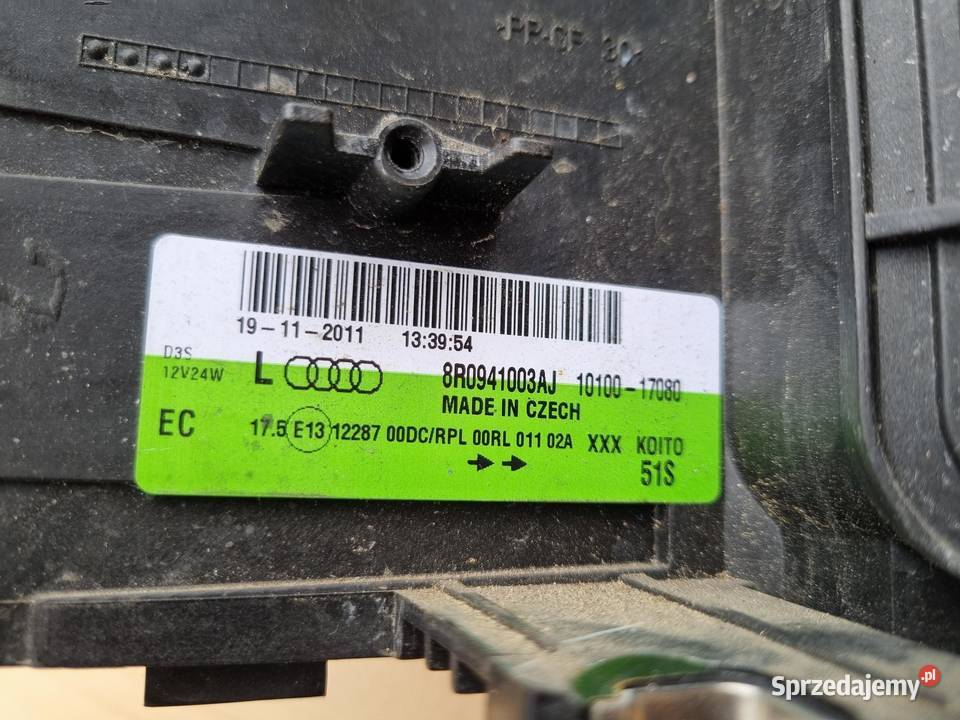 >PP-GF 30<
19-11-2011 13:39:54
D3S
12V24W
L 8R0941003AJ 10100-17080
MADE IN CZECH
EC 17.5 E13 12287 00DC/RPL 00RL 011 02A XXX KOITO
51S
Sprzedajemy.pl